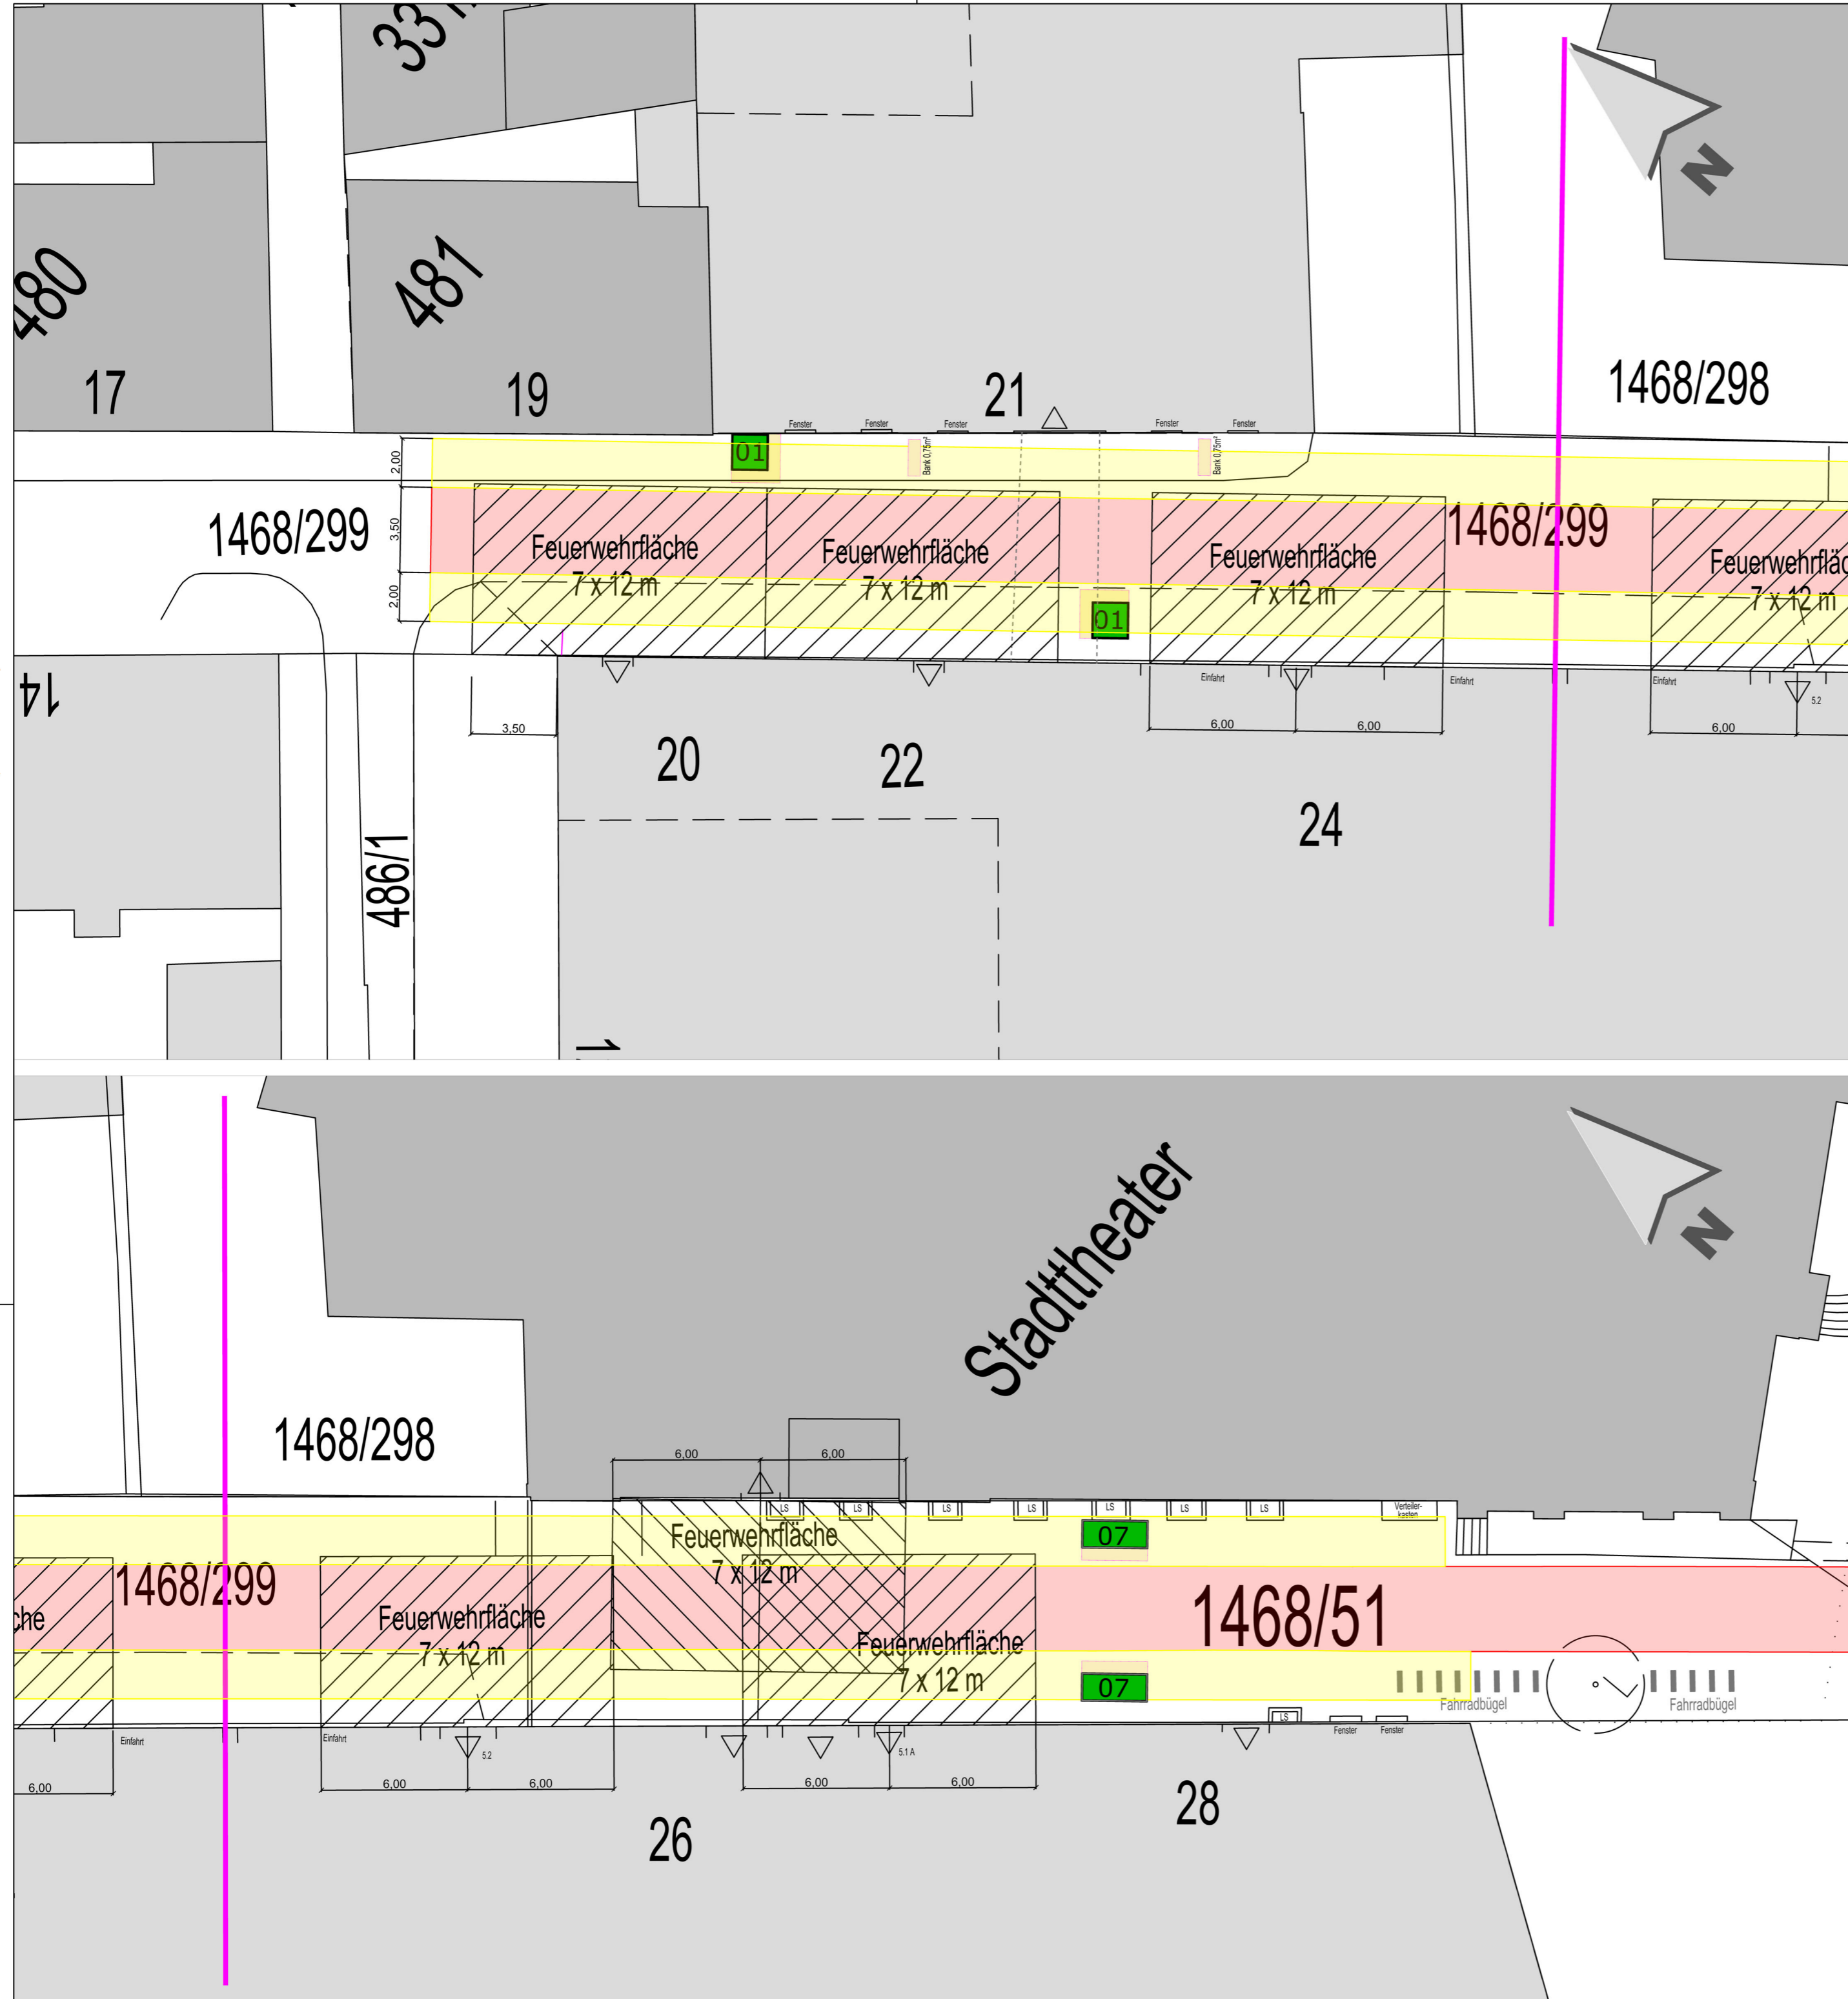 N
480
481
1468/298
17
19
21
Fenster
Fenster
Fenster
Fenster
Fenster
01
Bank 0,75m²
Bank 0,75m²
2,00
3,50
2,00
1468/299
Feuerwehrfläche
7 x 12 m
Feuerwehrfläche
7 x 12 m
Feuerwehrfläche
7 x 12 m
1468/299
7 x 12 m
01
14
Einfahrt
Einfahrt
Einfahrt
5.2
3,50
6,00
6,00
6,00
20
22
24
486/1
Stadttheater
N
1468/298
6,00
6,00
LS
LS
LS
LS
LS
LS
LS
Verteiler-
kasten
1468/299
Feuerwehrfläche
7 x 12 m
Feuerwehrfläche
7 x 12 m
Feuerwehrfläche
7 x 12 m
07
1468/51
07
Fahrradbügel
Fahrradbügel
LS
Fenster
Fenster
Einfahrt
Einfahrt
5.2
5.1 A
6,00
6,00
6,00
6,00
6,00
26
28